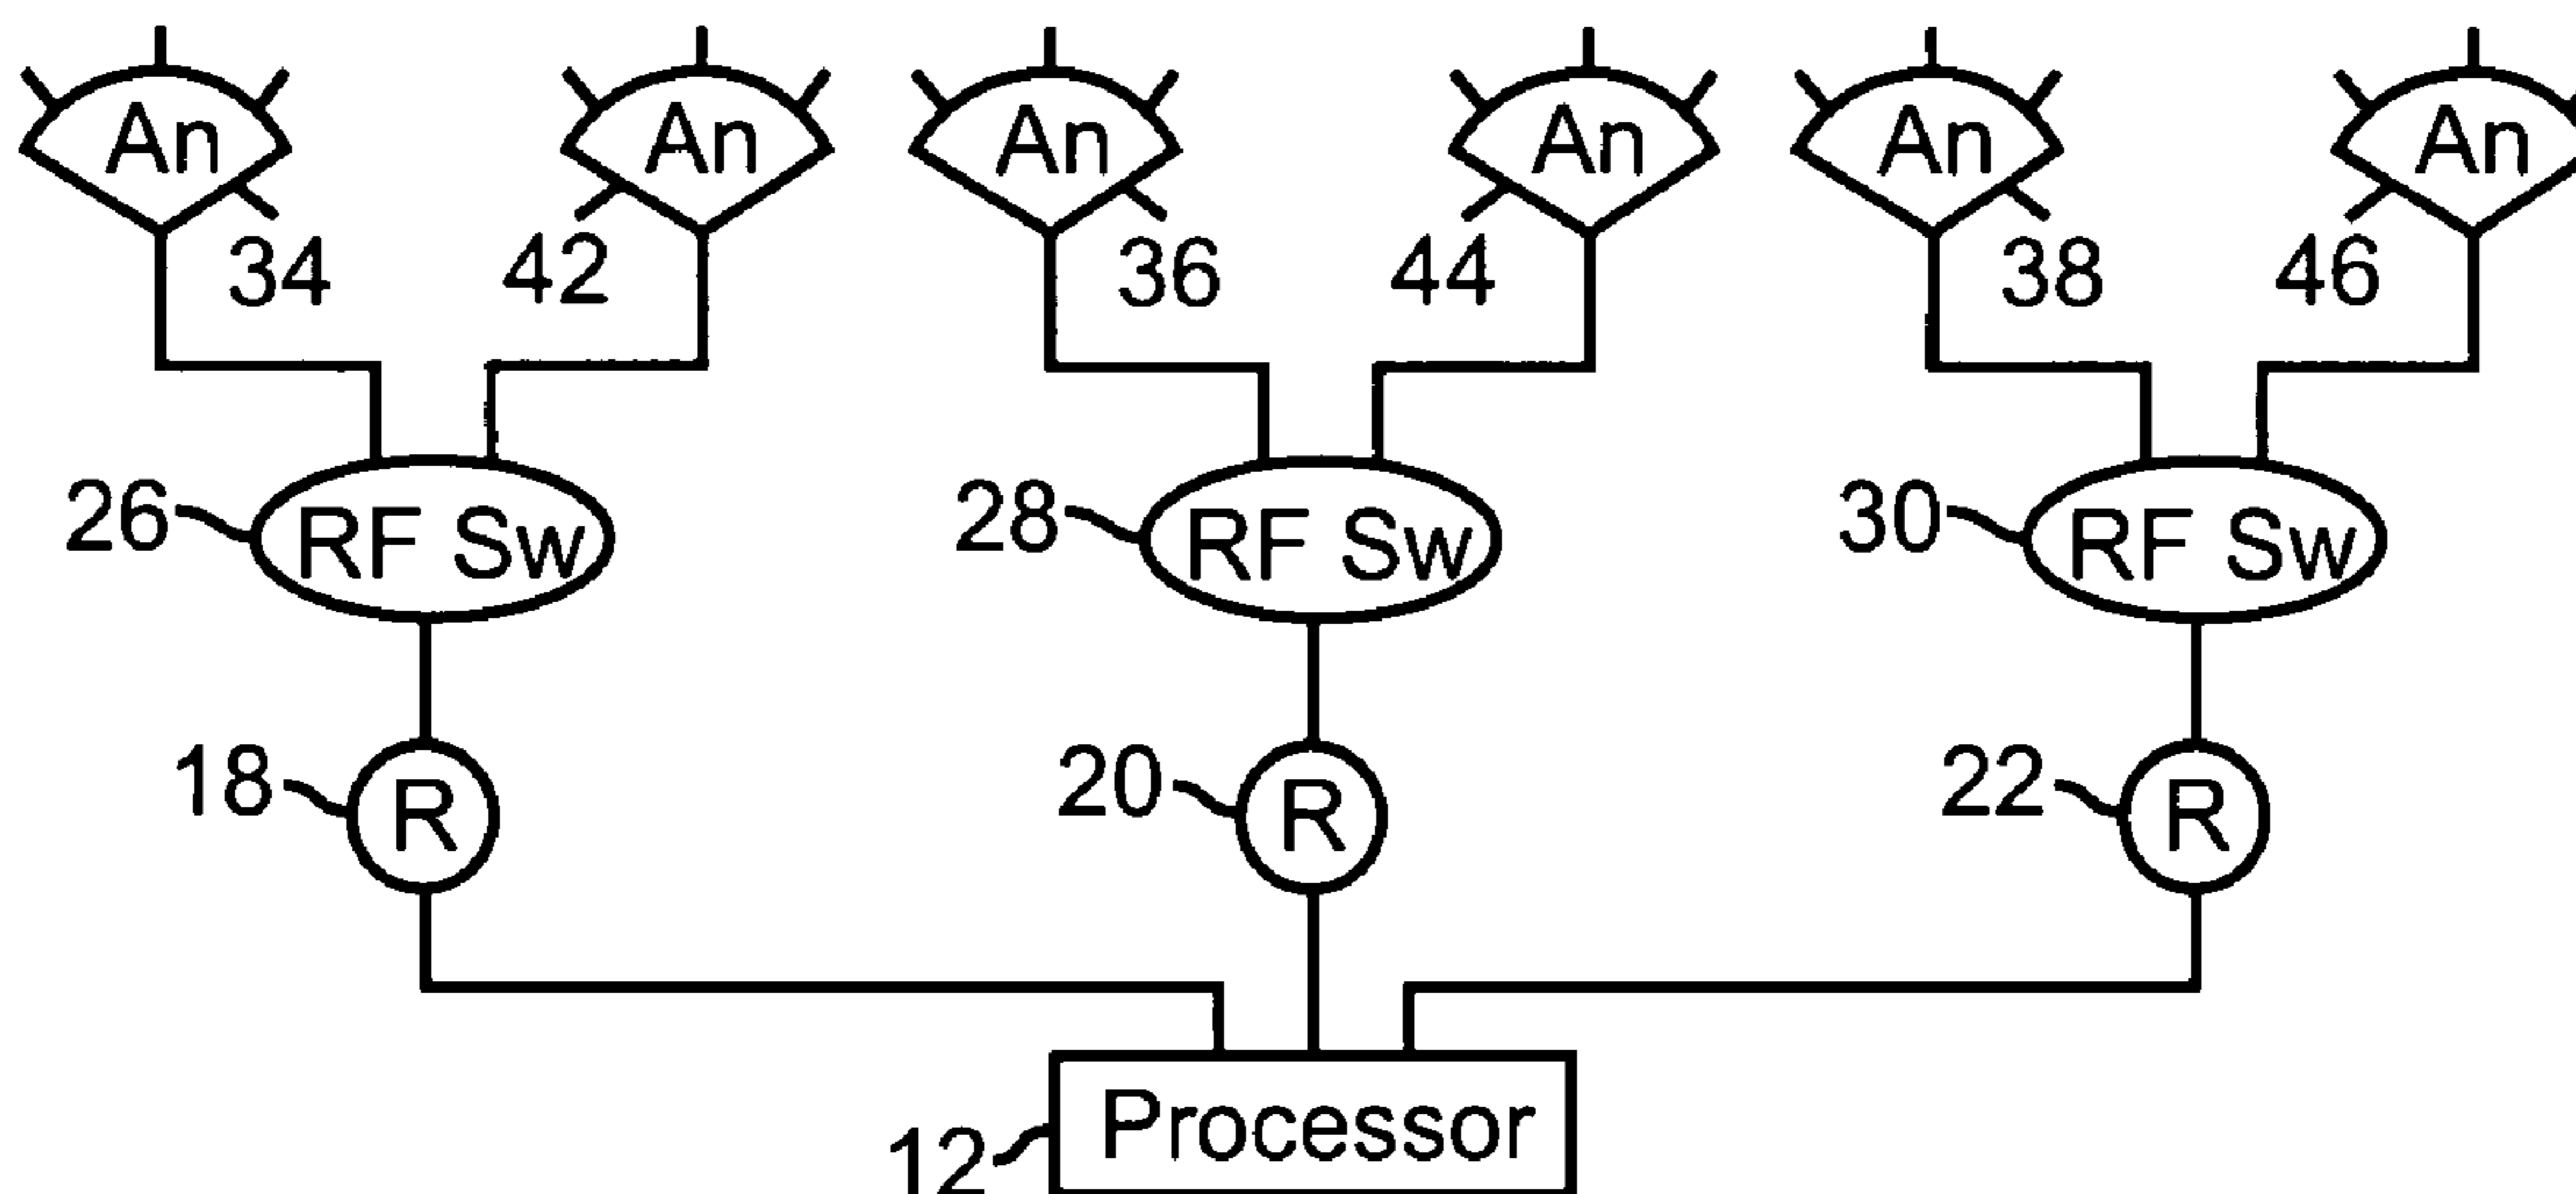 An An An An An An
34 42 36 44 38 46
26 RF Sw 28 RF Sw 30 RF Sw
18 R 20 R 22 R
12 Processor